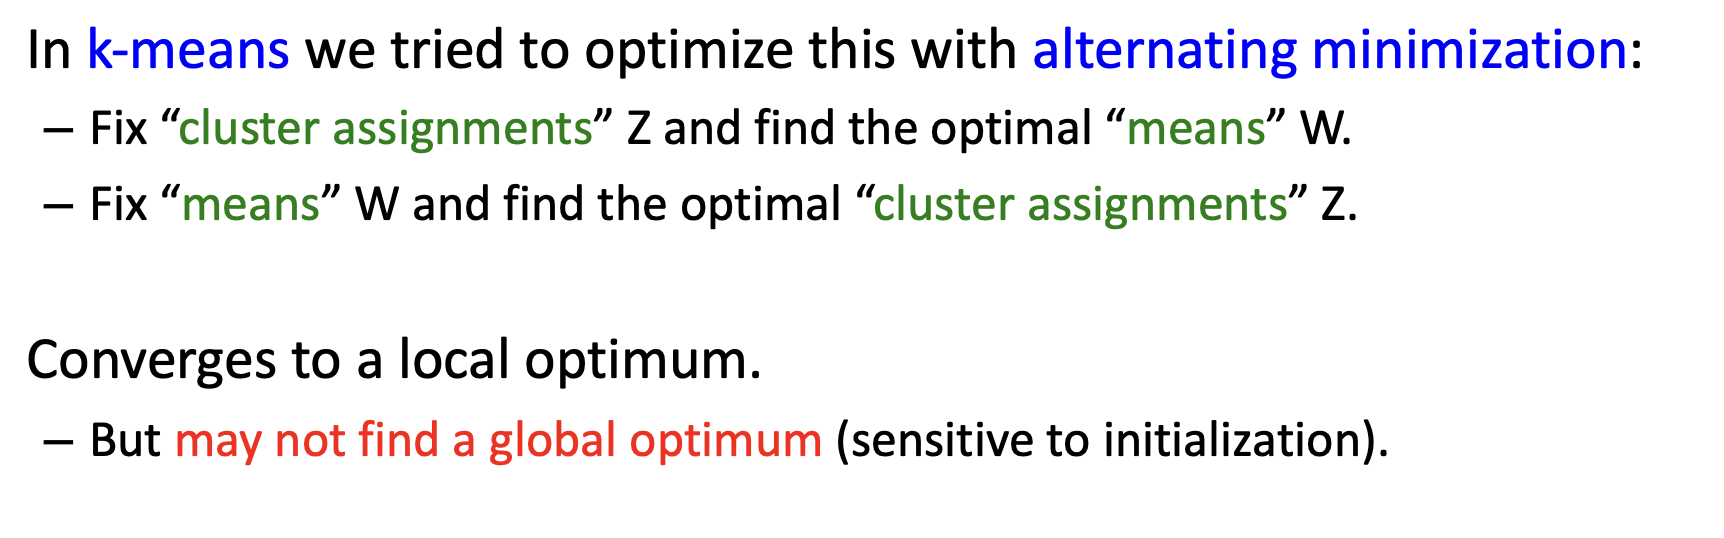 In k-means we tried to optimize this with alternating minimization:
– Fix “cluster assignments” Z and find the optimal “means” W.
– Fix “means” W and find the optimal “cluster assignments” Z.
Converges to a local optimum.
– But may not find a global optimum (sensitive to initialization).